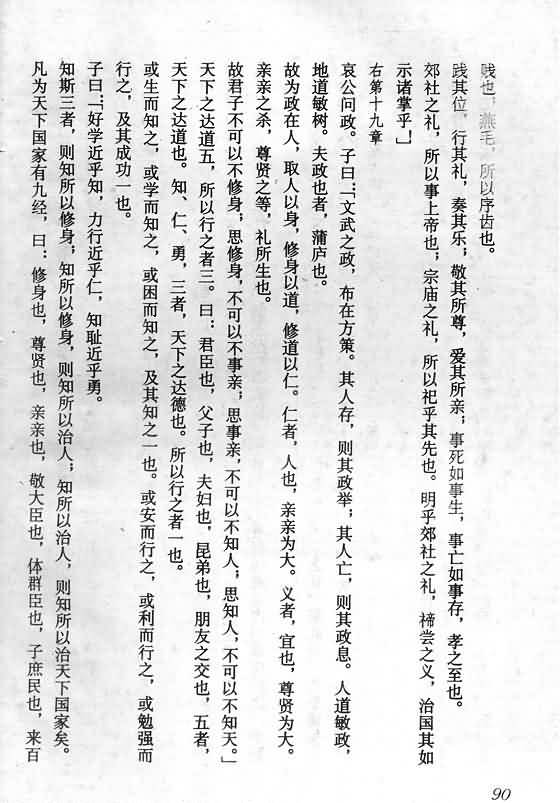 贱也，燕毛，所以序齿也。
践其位，行其礼，奏其乐；敬其所尊，爱其所亲；事死如事生，事亡如事存，孝之至也。
郊社之礼，所以事上帝也；宗庙之礼，所以祀乎其先也。明乎郊社之礼，禘尝之义，治国其如
示诸掌乎！」
右第十九章
哀公问政。子曰：「文武之政，布在方策。其人存，则其政举；其人亡，则其政息。人道敏政，
地道敏树。夫政也者，蒲庐也。
故为政在人，取人以身，修身以道，修道以仁。仁者，人也，亲亲为大。义者，宜也，尊贤为大。
亲亲之杀，尊贤之等，礼所生也。
故君子不可以不修身；思修身，不可以不事亲；思事亲，不可以不知人；思知人，不可以不知天。」
天下之达道五，所以行之者三。曰：君臣也，父子也，夫妇也，昆弟也，朋友之交也，五者，
天下之达道也。知、仁、勇，三者，天下之达德也。所以行之者一也。
或生而知之，或学而知之，或困而知之，及其知之一也。或安而行之，或利而行之，或勉强而
行之，及其成功一也。
子曰：「好学近乎知，力行近乎仁，知耻近乎勇。
知斯三者，则知所以修身；知所以修身，则知所以治人；知所以治人，则知所以治天下国家矣。
凡为天下国家有九经，曰：修身也，尊贤也，亲亲也，敬大臣也，体群臣也，子庶民也，来百
90